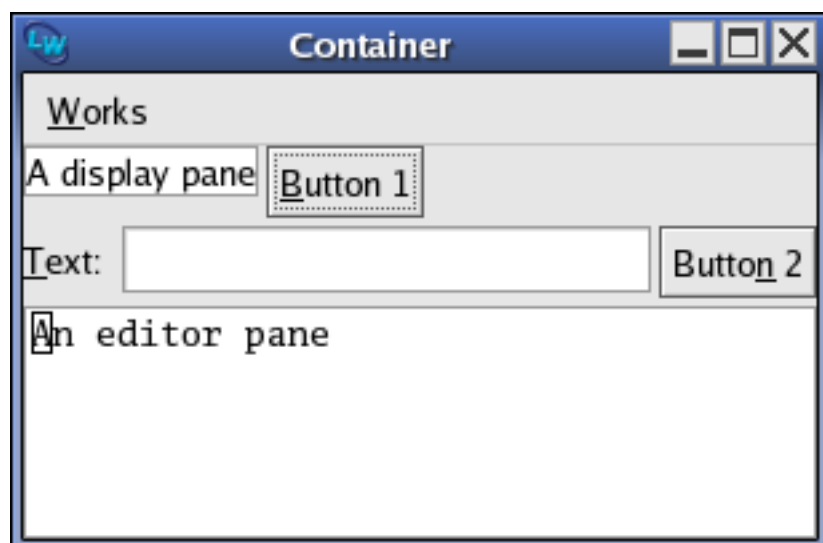 LW Container
Works
A display pane Button 1
Text: Button 2
An editor pane